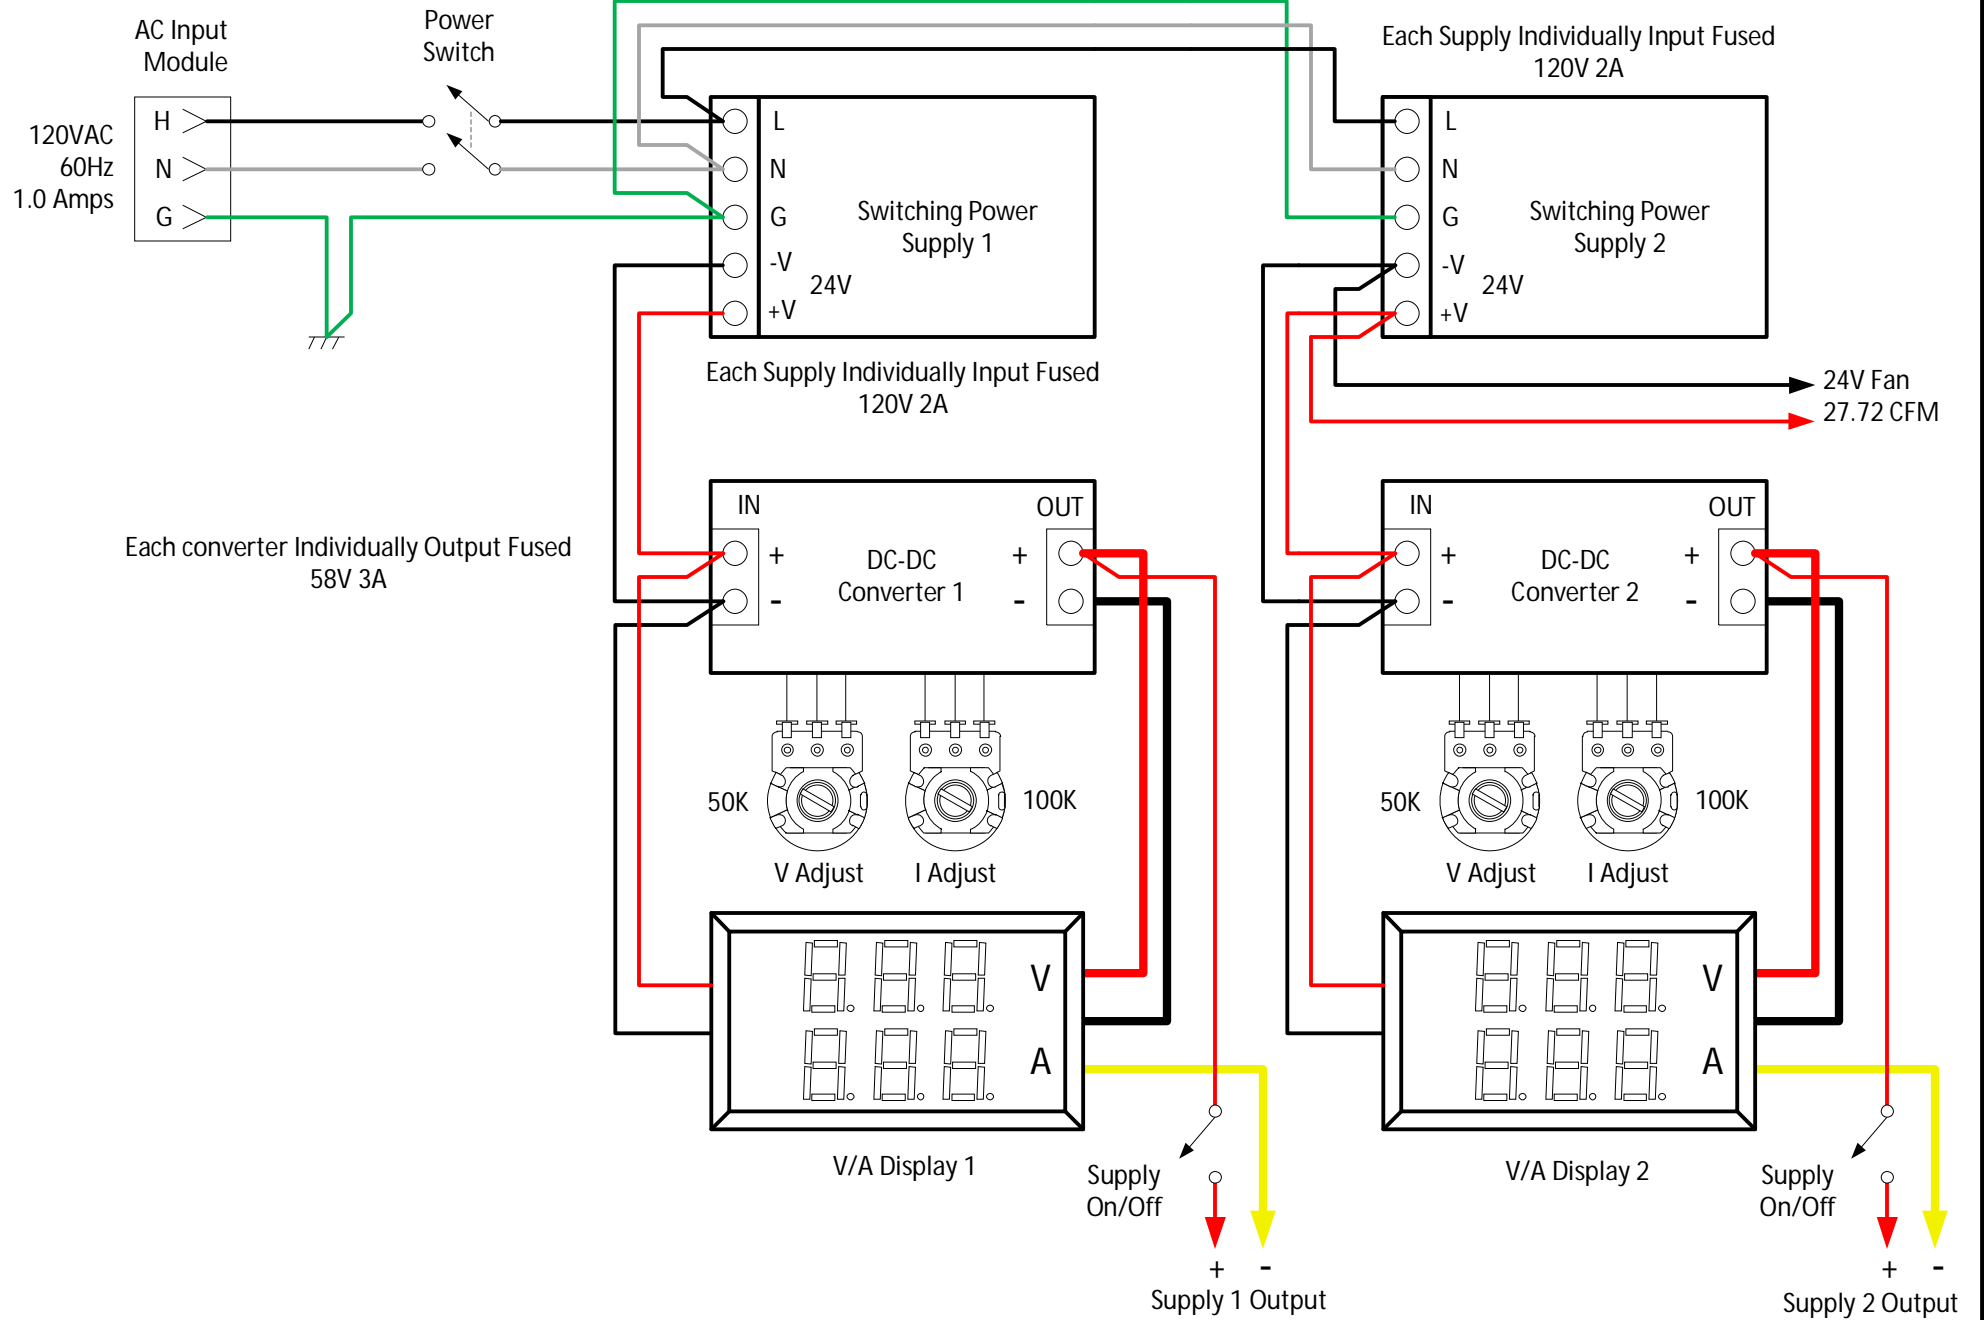 AC Input
Module
Power
Switch
Each Supply Individually Input Fused
120V 2A
120VAC
60Hz
1.0 Amps
H
N
G
L
N
G
-V
+V
24V
Switching Power
Supply 1
L
N
G
-V
+V
24V
Switching Power
Supply 2
Each Supply Individually Input Fused
120V 2A
24V Fan
27.72 CFM
Each converter Individually Output Fused
58V 3A
IN
OUT
+
-
DC-DC
Converter 1
+
-
IN
OUT
+
-
DC-DC
Converter 2
+
-
50K
100K
V Adjust
I Adjust
50K
100K
V Adjust
I Adjust
V
A
V
A
V/A Display 1
V/A Display 2
Supply
On/Off
Supply
On/Off
+ -
Supply 1 Output
+ -
Supply 2 Output